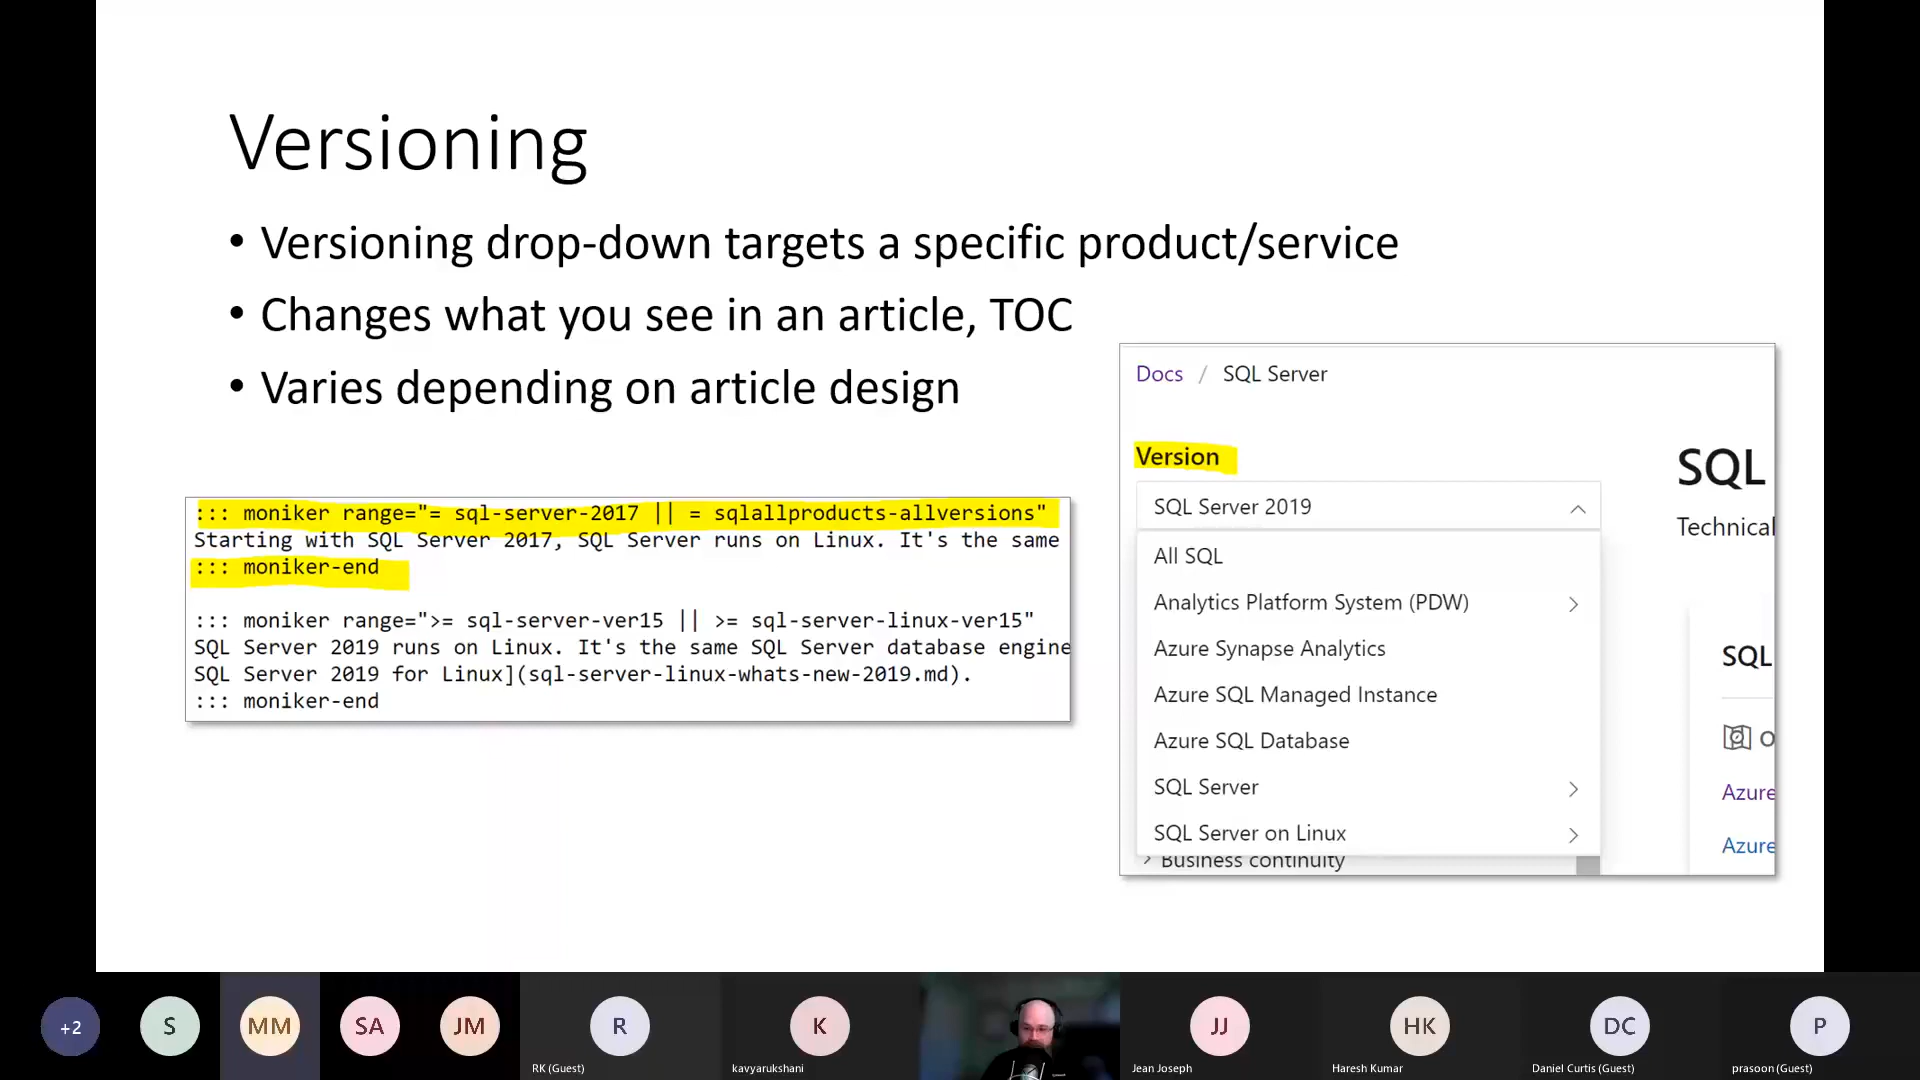 Versioning
• Versioning drop-down targets a specific product/service
• Changes what you see in an article, TOC
• Varies depending on article design
::: moniker range="= sql-server-2017 || = sqlallproducts-allversions"
Starting with SQL Server 2017, SQL Server runs on Linux. It's the same
::: moniker-end
::: moniker range=">= sql-server-ver15 || >= sql-server-linux-ver15"
SQL Server 2019 runs on Linux. It's the same SQL Server database engine
SQL Server 2019 for Linux](sql-server-linux-whats-new-2019.md).
::: moniker-end
Docs / SQL Server
Version
SQL Server 2019
All SQL
Analytics Platform System (PDW)
Azure Synapse Analytics
Azure SQL Managed Instance
Azure SQL Database
SQL Server
SQL Server on Linux
Business continuity
SQL
Technical
SQL
O
Azure
Azure
+2
S
MM
SA
JM
R
RK (Guest)
K
kavyarukshani
JJ
Jean Joseph
HK
Haresh Kumar
DC
Daniel Curtis (Guest)
P
prasoon (Guest)